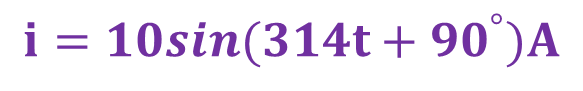 i = 10sin(314t + 90°)A